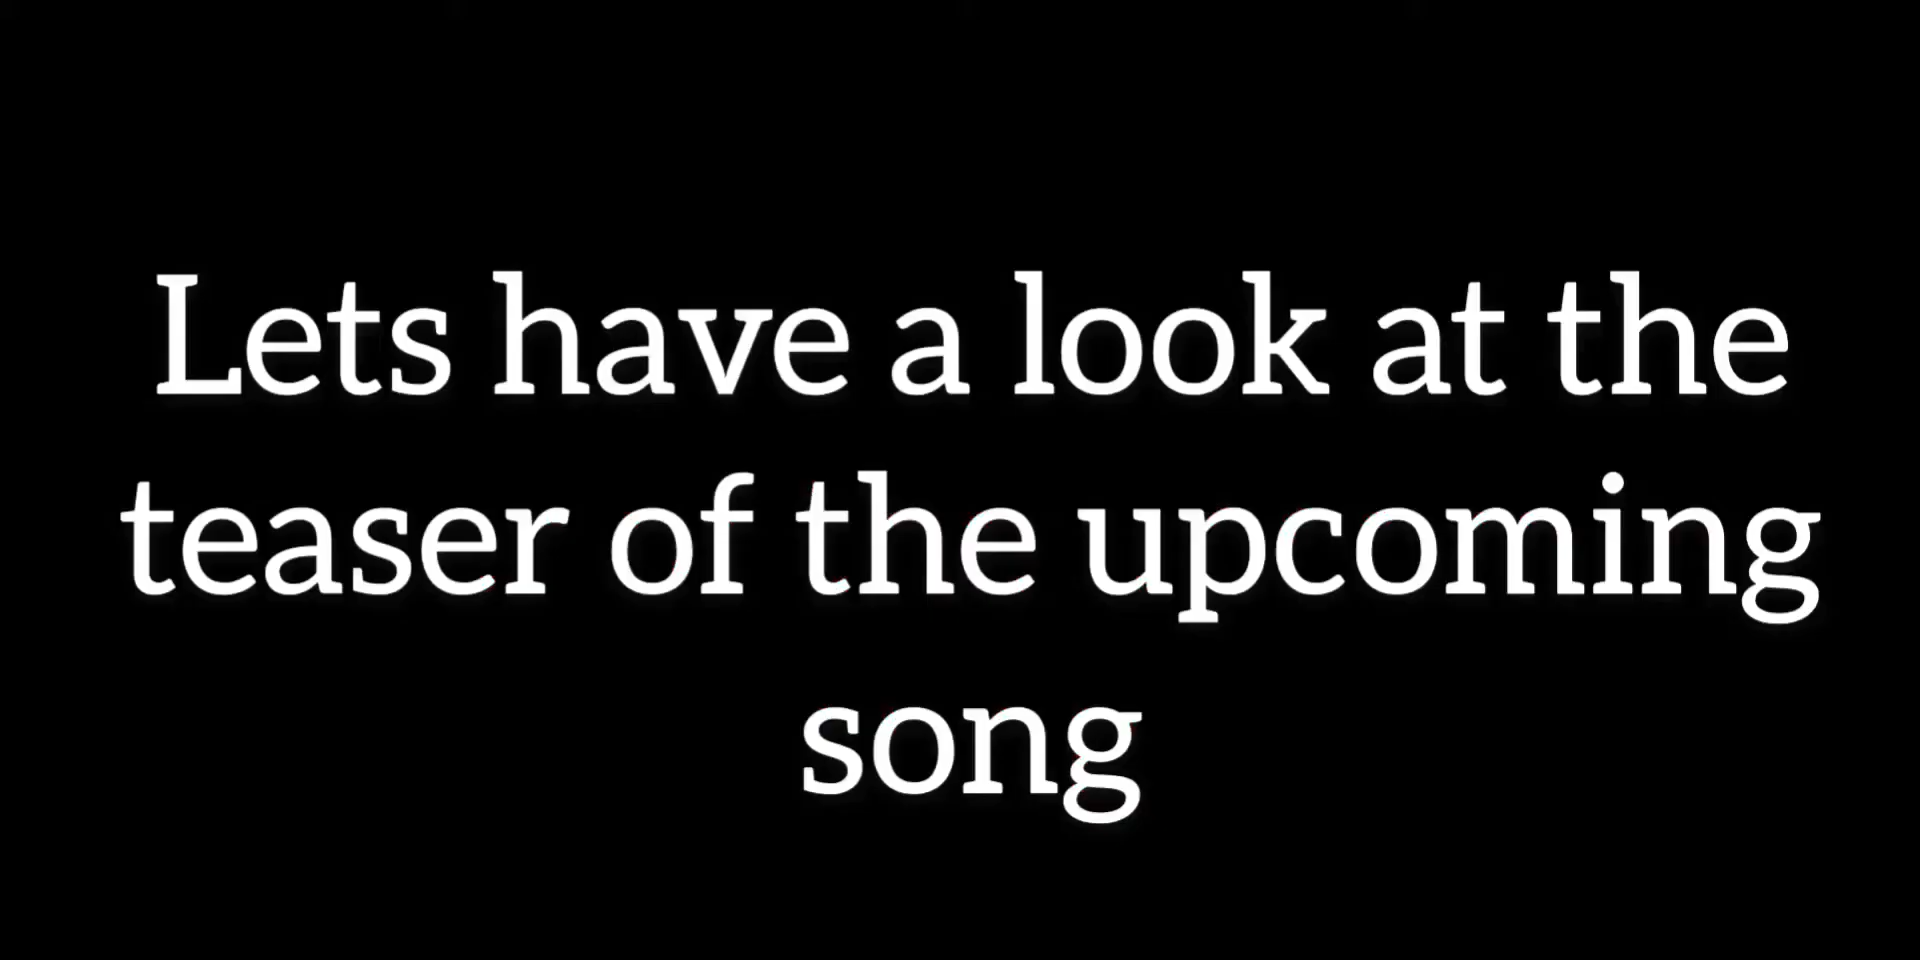 Lets have a look at the
teaser of the upcoming
song